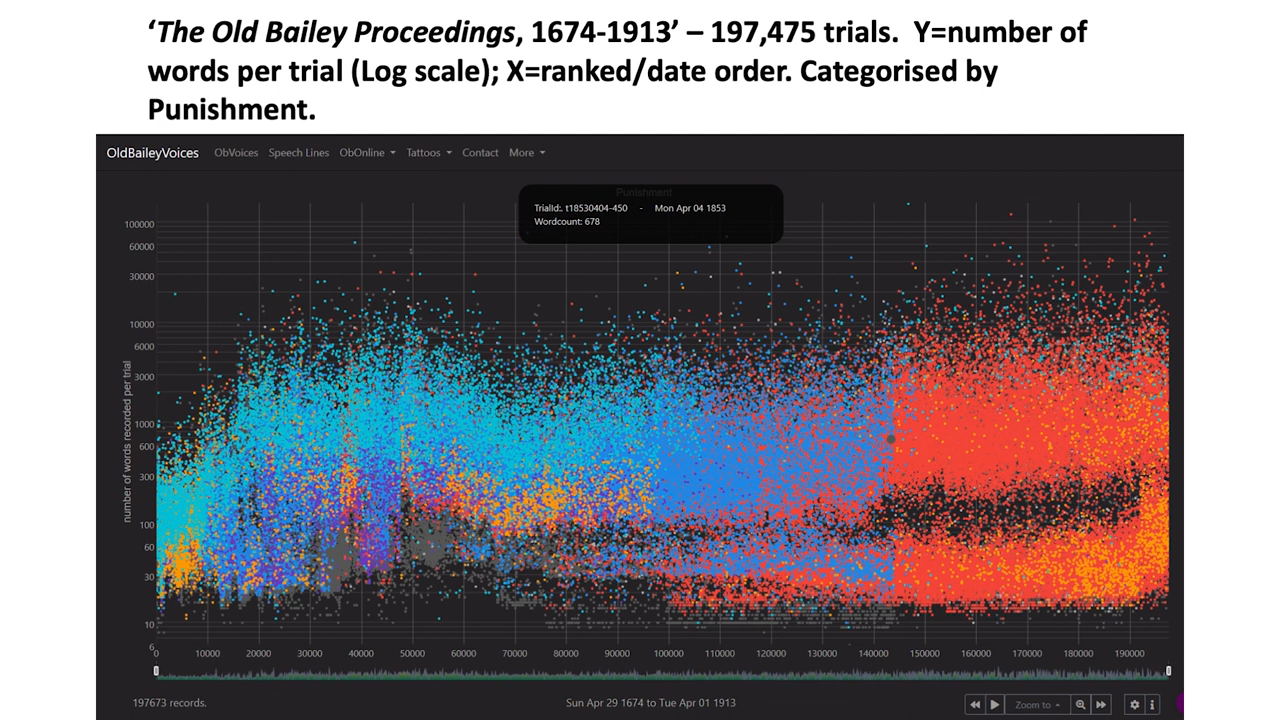 ‘The Old Bailey Proceedings, 1674-1913’ – 197,475 trials.  Y=number of
words per trial (Log scale); X=ranked/date order. Categorised by
Punishment.
OldBaileyVoices ObVoices Speech Lines ObOnline Tattoos Contact More
Punishment
TrialId:. t18530404-450 - Mon Apr 04 1853
Wordcount: 678
number of words recorded per trial
100000
60000
30000
10000
6000
3000
1000
600
300
100
60
30
10
6
0 10000 20000 30000 40000 50000 60000 70000 80000 90000 100000 110000 120000 130000 140000 150000 160000 170000 180000 190000
197673 records. Sun Apr 29 1674 to Tue Apr 01 1913 Zoom to